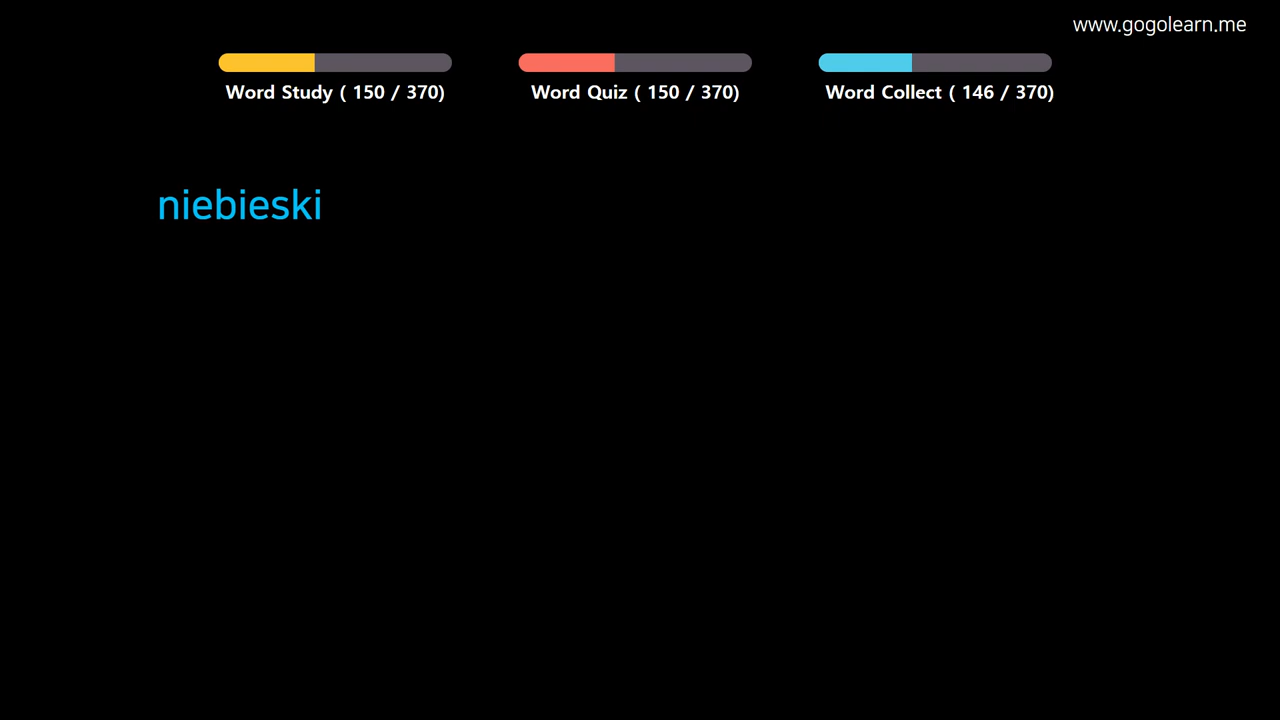 www.gogolearn.me
Word Study ( 150 / 370)
Word Quiz ( 150 / 370)
Word Collect ( 146 / 370)
niebieski